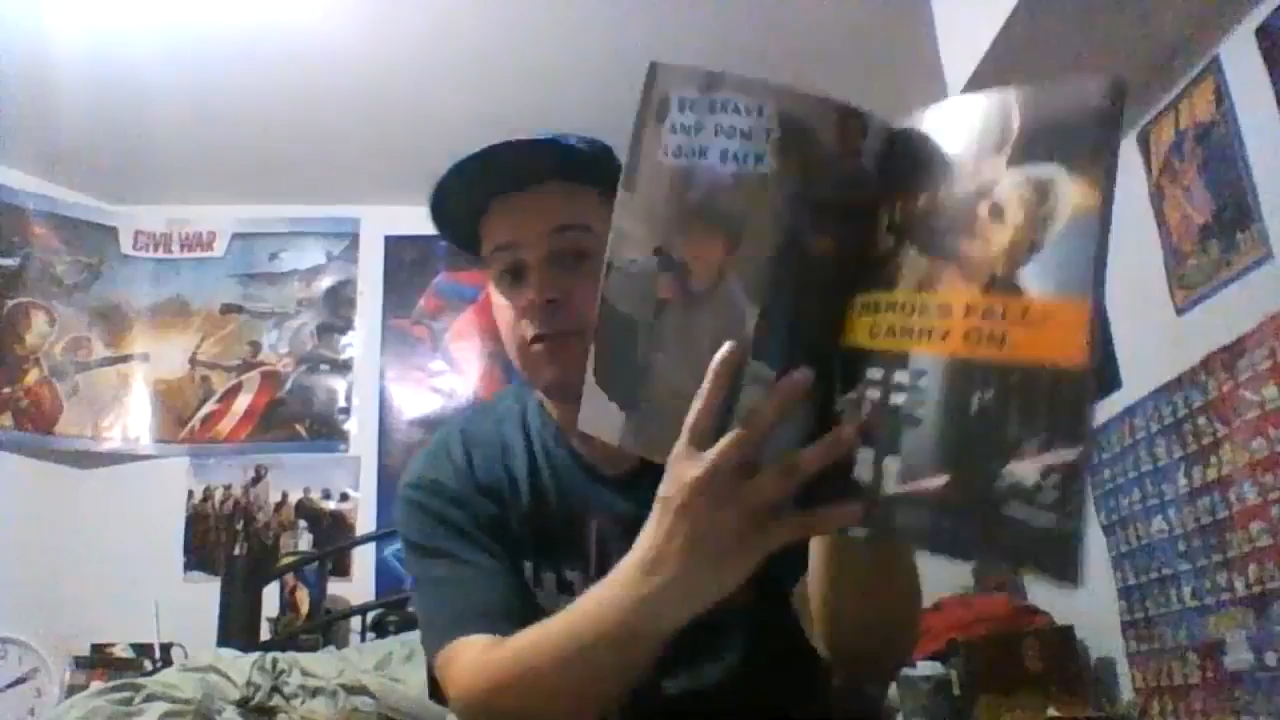 CIVIL WAR
BE BRAVE
AND DON'T
LOOK BACK
HEROES FALL
CARRY ON